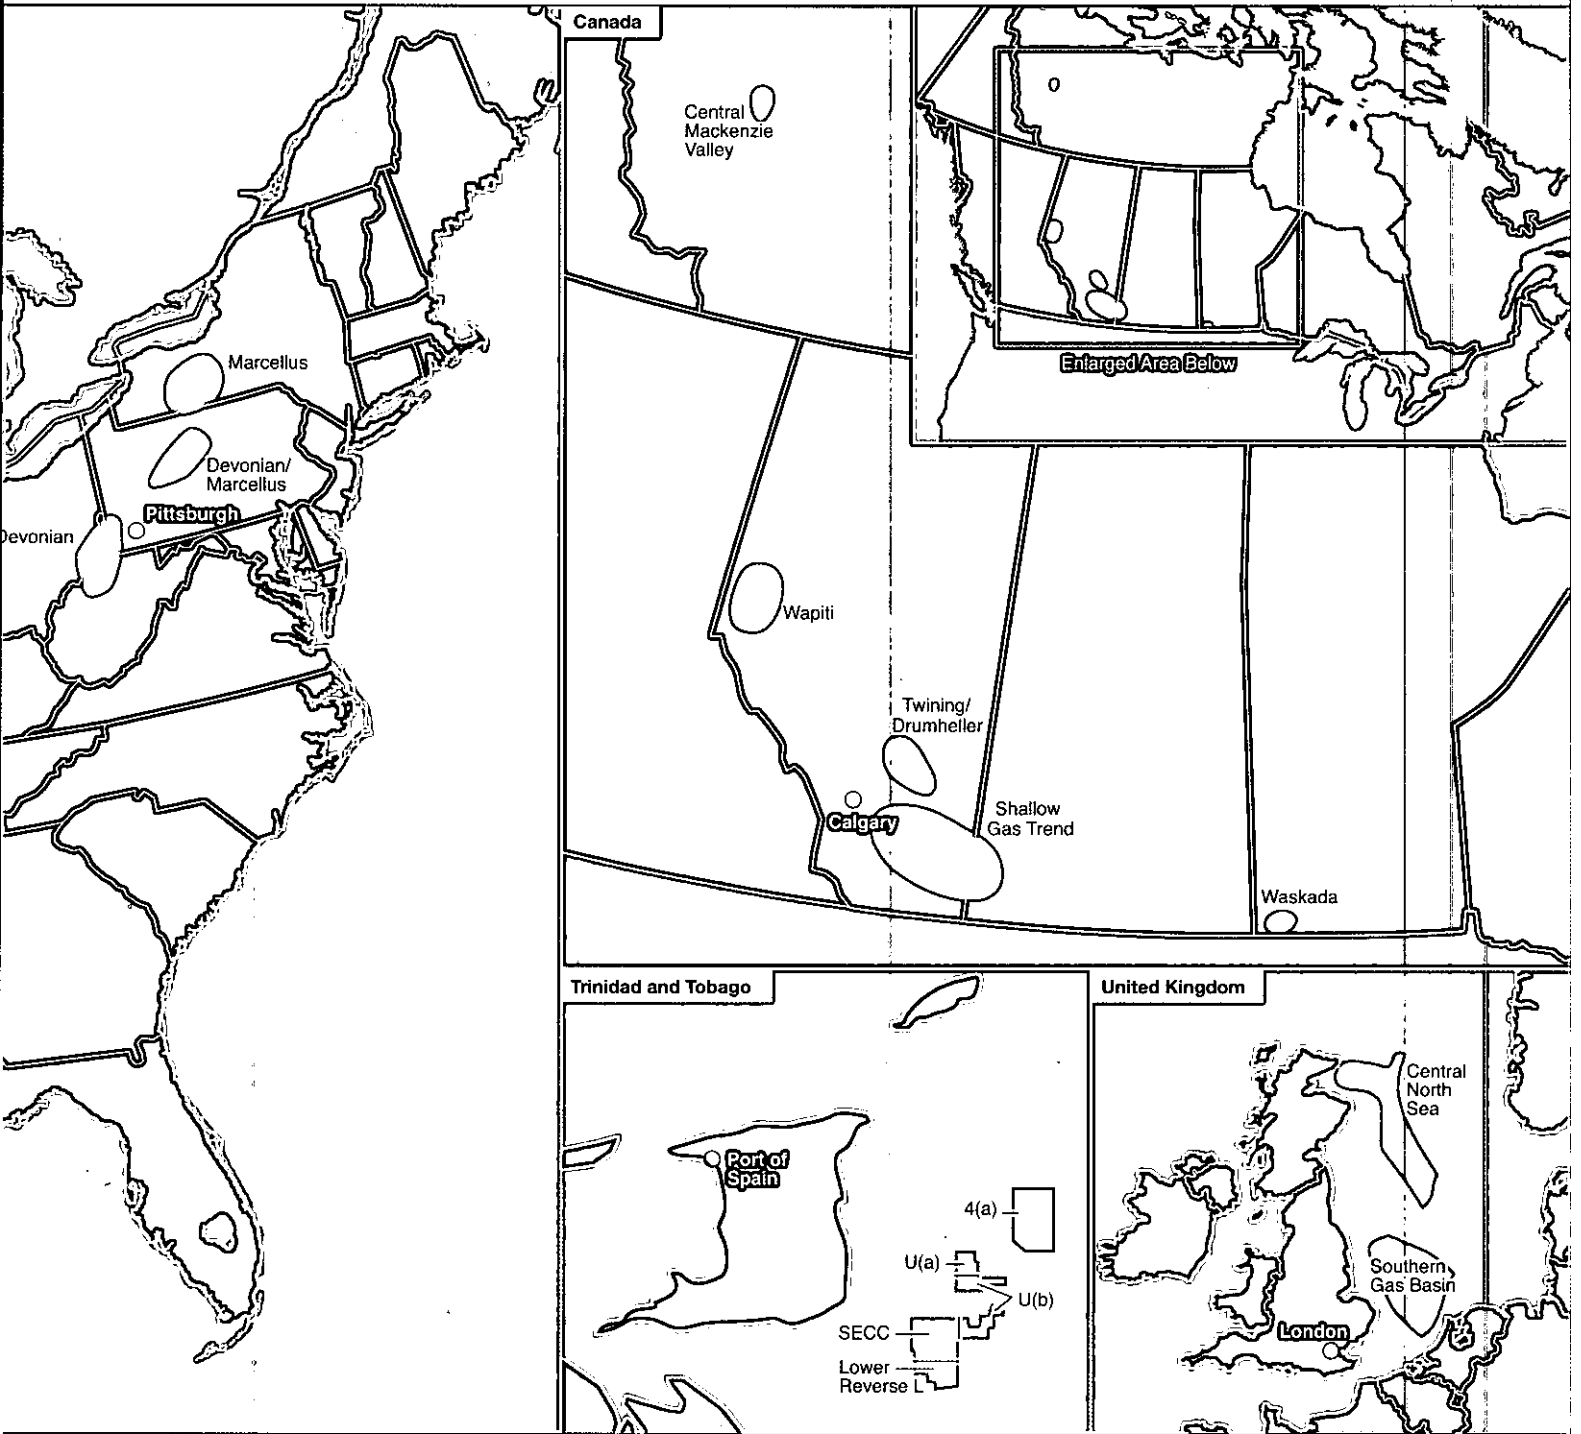 Marcellus
Devonian/
Marcellus
Pittsburgh
Devonian
Canada
Central
Mackenzie
Valley
Enlarged Area Below
Wapiti
Twining/
Drumheller
Calgary
Shallow
Gas Trend
Waskada
Trinidad and Tobago
Port of
Spain
4(a)
U(a)
U(b)
SECC
Lower
Reverse L
United Kingdom
Central
North
Sea
Southern
Gas Basin
London